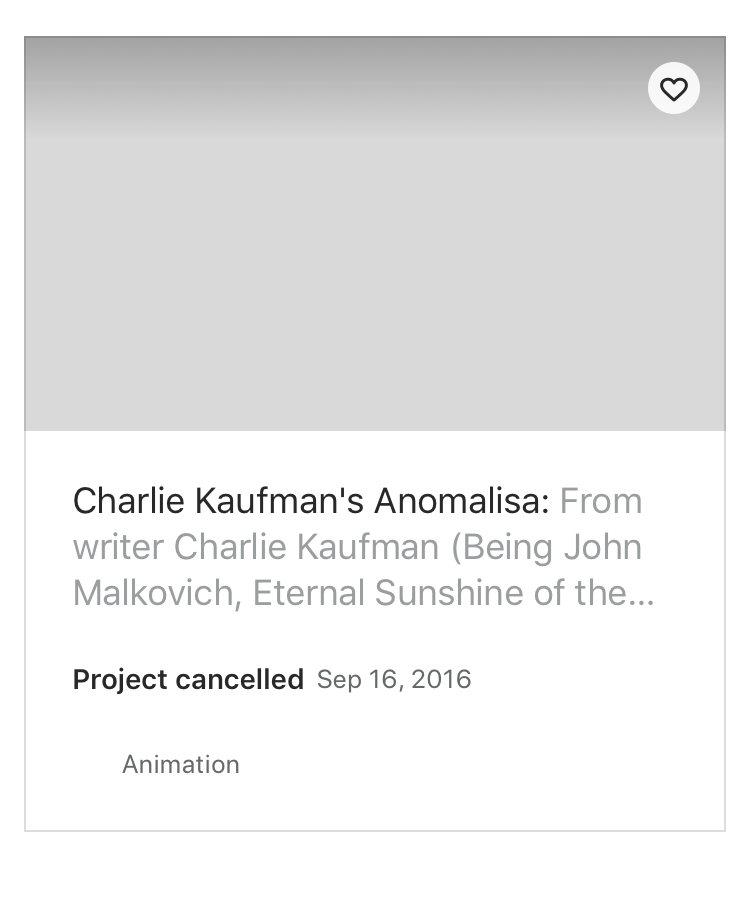 Charlie Kaufman's Anomalisa: From
writer Charlie Kaufman (Being John
Malkovich, Eternal Sunshine of the...
Project cancelled Sep 16, 2016
Animation